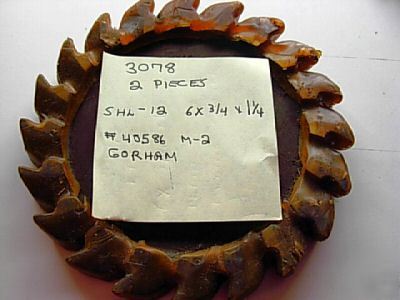 3078
2 PIECES
SHL-12 6 X 3/4 X 1 1/4
#40586 M-2
GORHAM